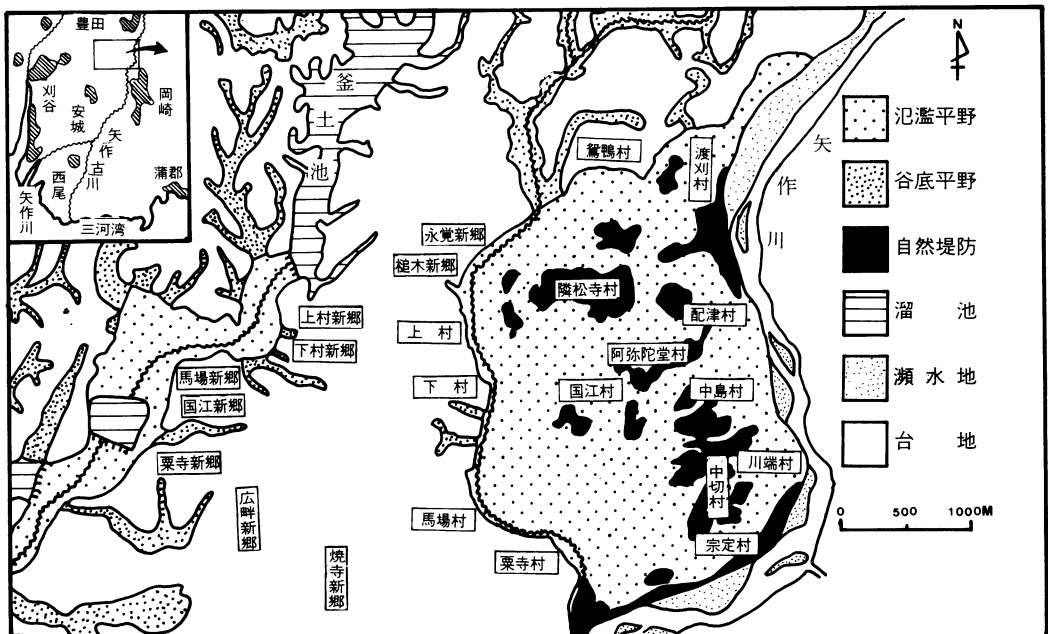 豊田
刈谷
安城
岡崎
矢作古川
西尾
蒲郡
矢作川
三河湾
釜土池
N
矢作川
氾濫平野
谷底平野
自然堤防
溜池
瀕水地
台地
0 500 1000M
鴛鴨村
渡刈村
永覚新郷
槌木新郷
隣松寺村
配津村
上村新郷
上村
下村新郷
阿弥陀堂村
馬場新郷
下村
国江村
中島村
国江新郷
粟寺新郷
川端村
中切村
広畔新郷
馬場村
宗定村
焼寺新郷
粟寺村